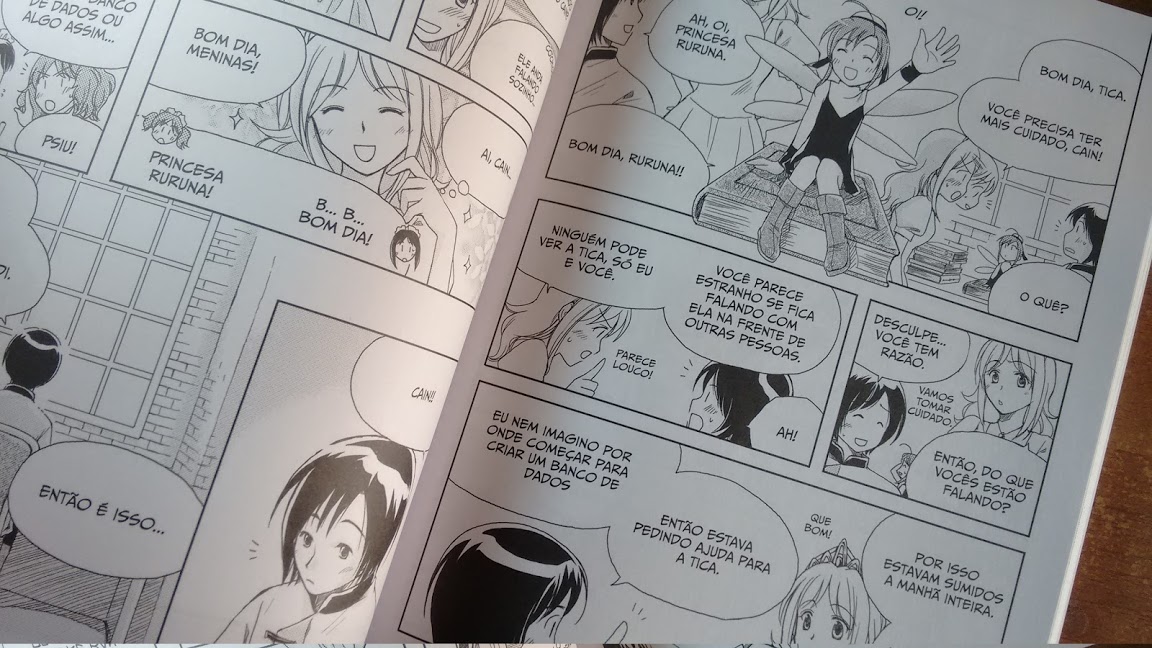 BANCO
DE DADOS OU
ALGO ASSIM...
PSIU!
ELE ANDA
FALANDO
SOZINHO.
BOM DIA,
MENINAS!
PRINCESA
RURUNA!
B... B...
BOM DIA!
AI, CAIN.
ENTÃO É ISSO...
CAIN!!
AH, OI,
PRINCESA
RURUNA.
OI!
BOM DIA, RURUNA!!
BOM DIA, TICA.
VOCÊ PRECISA TER
MAIS CUIDADO, CAIN!
O QUÊ?
NINGUÉM PODE
VER A TICA, SÓ EU
E VOCÊ.
VOCÊ PARECE
ESTRANHO SE FICA
FALANDO COM
ELA NA FRENTE DE
OUTRAS PESSOAS.
PARECE
LOUCO!
AH!
DESCULPE...
VOCÊ TEM
RAZÃO.
VAMOS
TOMAR
CUIDADO.
ENTÃO, DO QUE
VOCÊS ESTÃO
FALANDO?
EU NEM IMAGINO POR
ONDE COMEÇAR PARA
CRIAR UM BANCO DE
DADOS
ENTÃO ESTAVA
PEDINDO AJUDA PARA
A TICA.
QUE
BOM!
POR ISSO
ESTAVAM SUMIDOS
A MANHÃ INTEIRA.